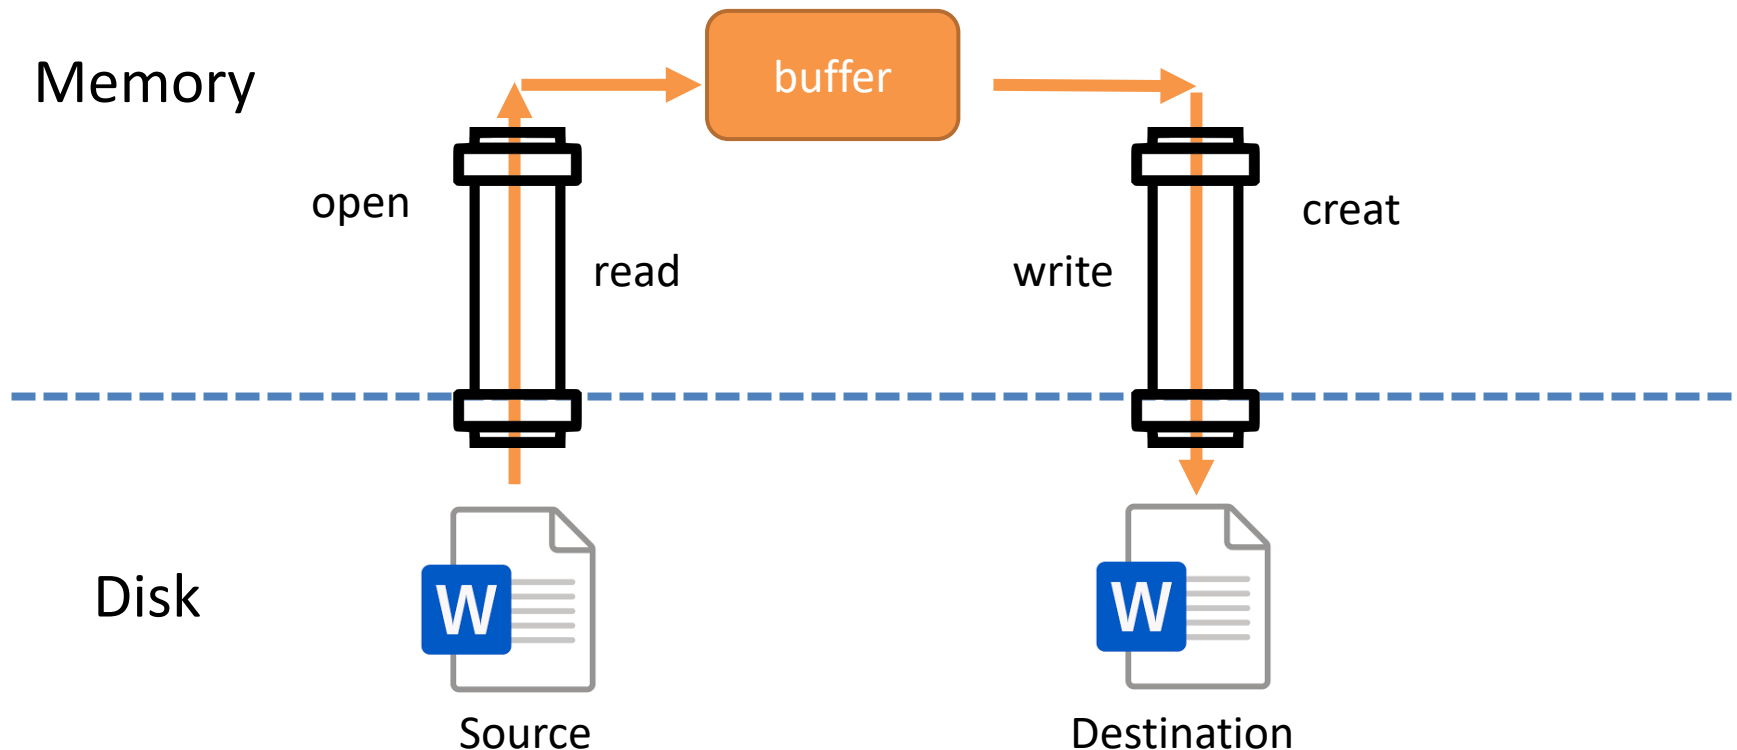 Memory
buffer
open
creat
read
write
Disk
W
W
Source
Destination